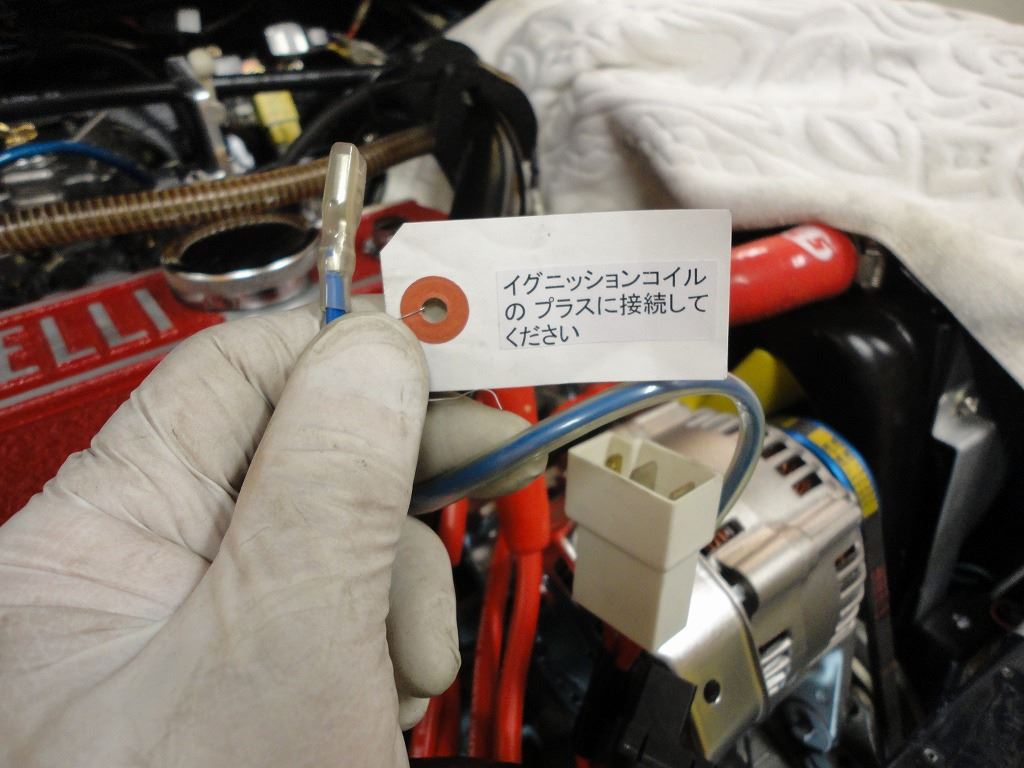 ELLI
イグニッションコイル
の プラスに接続して
ください